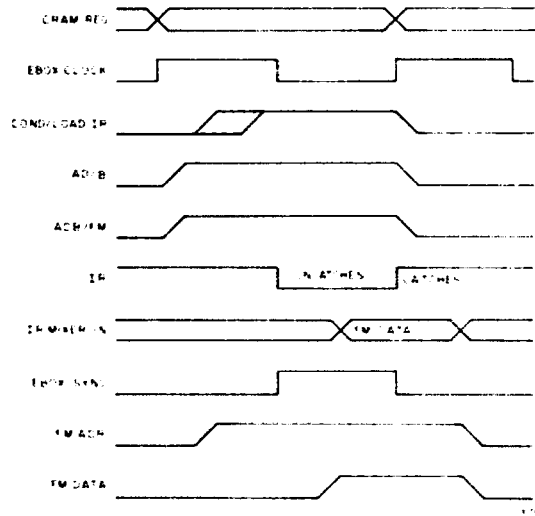 CRAM REG
EBOX CLOCK
COND/LOAD IR
AD/B
ADB/FM
IR
UNLATCHES
LATCHES
IR MIXER IN
FM DATA
EBOX SYNC
FM ADR
FM DATA